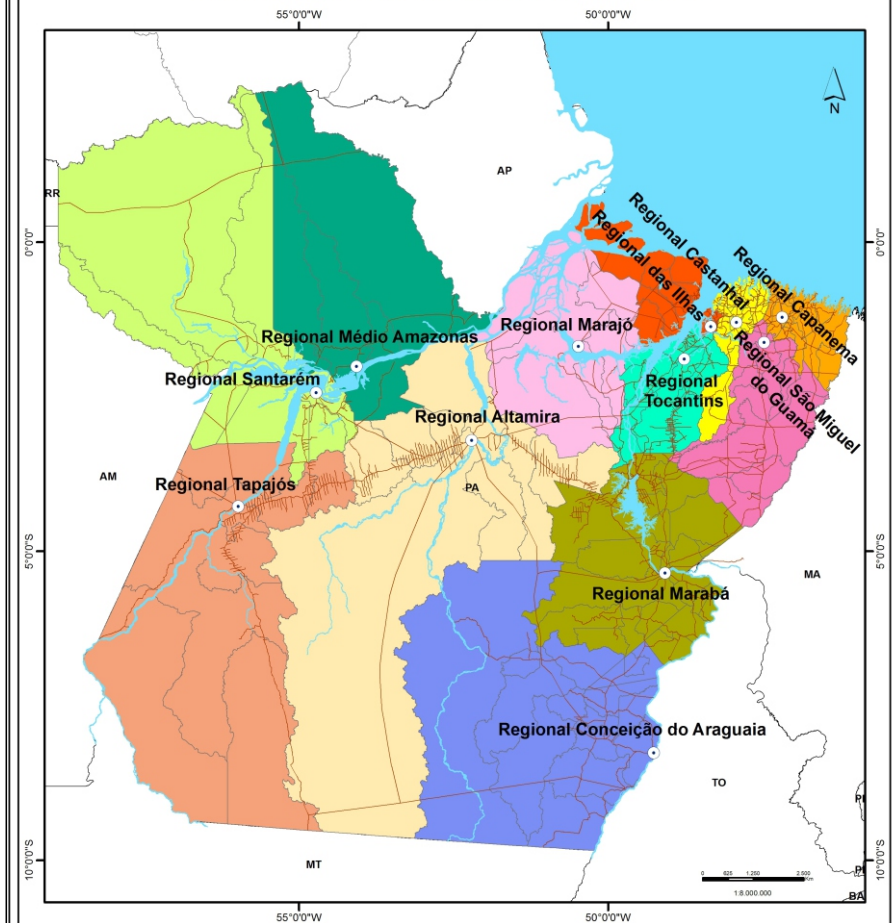 55°0'0"W
50°0'0"W
N
AP
RR
0°0'0"
0°0'0"
Regional Castanhal
Regional das Ilhas
Regional Capanema
Regional Marajó
Regional Médio Amazonas
Regional Santarém
Regional
Tocantins
Regional São Miguel
do Guamá
Regional Altamira
AM
PA
Regional Tapajós
5°0'0"S
5°0'0"S
MA
Regional Marabá
Regional Conceição do Araguaia
TO
MT
10°0'0"S
10°0'0"S
0 625 1.250 2.500
Km
1:8.000.000
BA
55°0'0"W
50°0'0"W